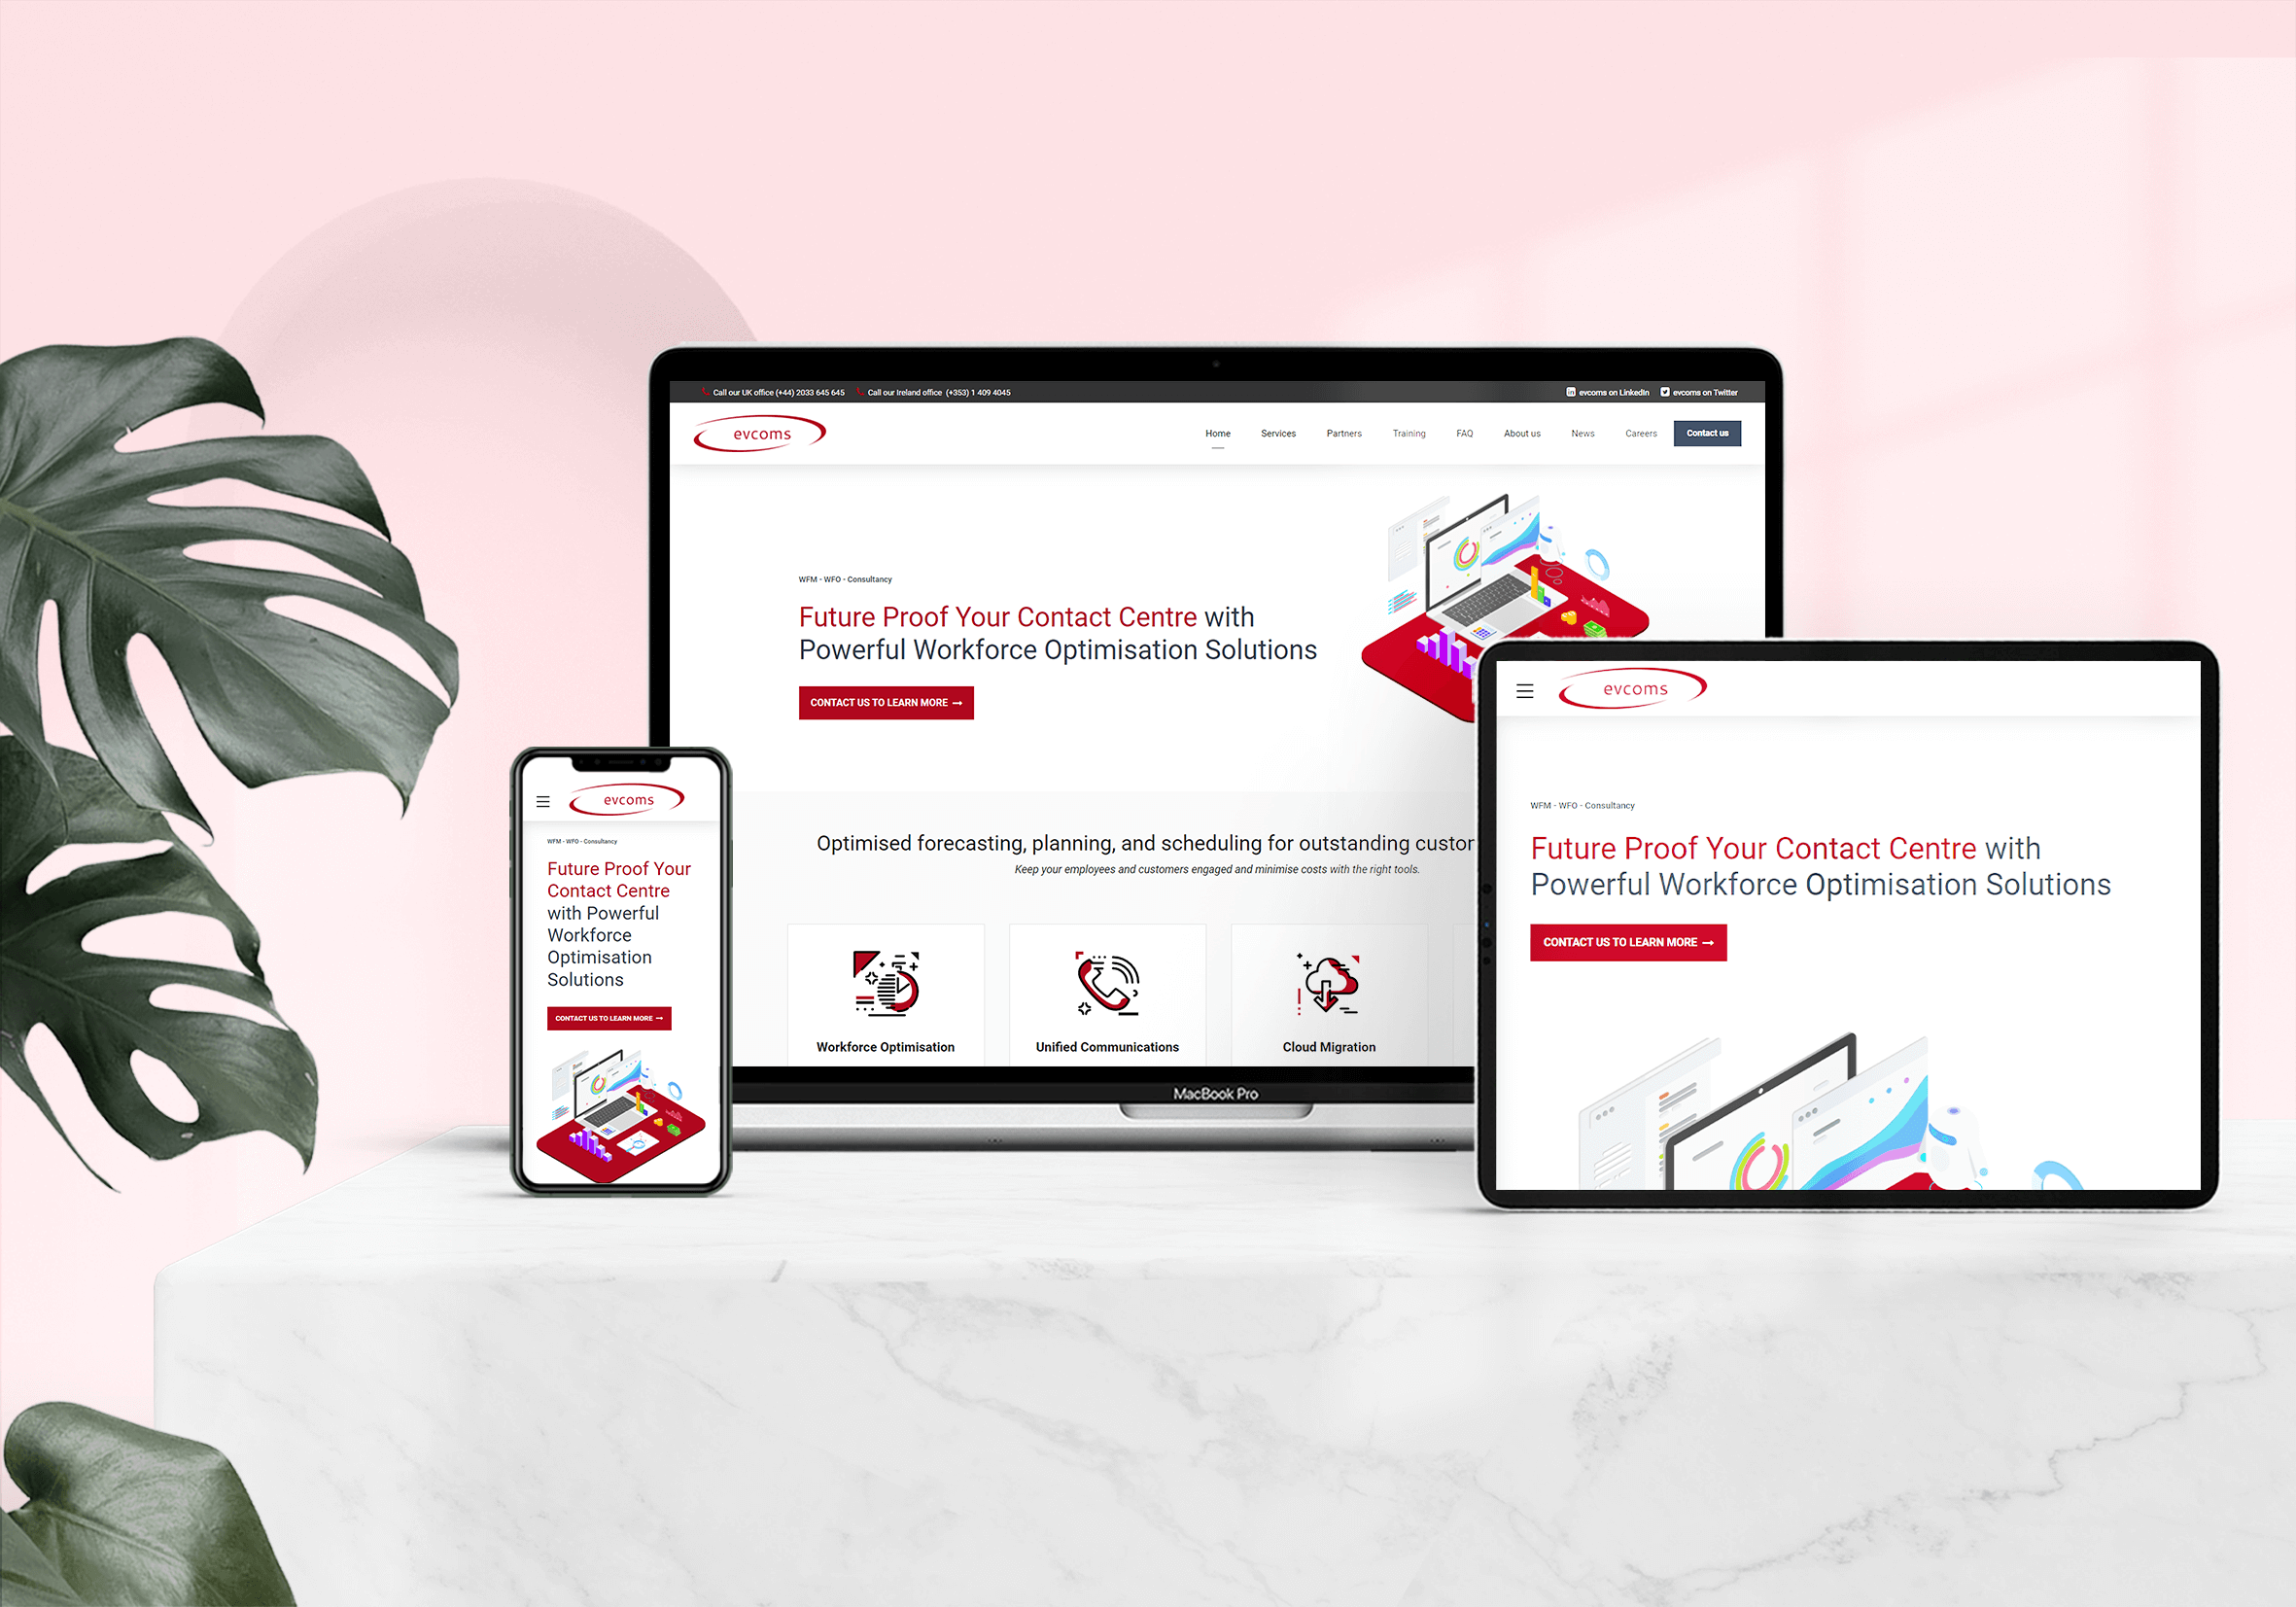 Call our UK office (+44) 2033 645 645 Call our Ireland office (+353) 1 409 4045 evcoms on LinkedIn evcoms on Twitter
evcoms Home Services Partners Training FAQ About us News Careers Contact us
WFM - WFO - Consultancy
Future Proof Your Contact Centre with
Powerful Workforce Optimisation Solutions
CONTACT US TO LEARN MORE →
Optimised forecasting, planning, and scheduling for outstanding custor
Keep your employees and customers engaged and minimise costs with the right tools.
Workforce Optimisation Unified Communications Cloud Migration
MacBook Pro
evcoms
WFM - WFO - Consultancy
Future Proof Your
Contact Centre
with Powerful
Workforce
Optimisation
Solutions
CONTACT US TO LEARN MORE →
evcoms
WFM - WFO - Consultancy
Future Proof Your Contact Centre with
Powerful Workforce Optimisation Solutions
CONTACT US TO LEARN MORE →